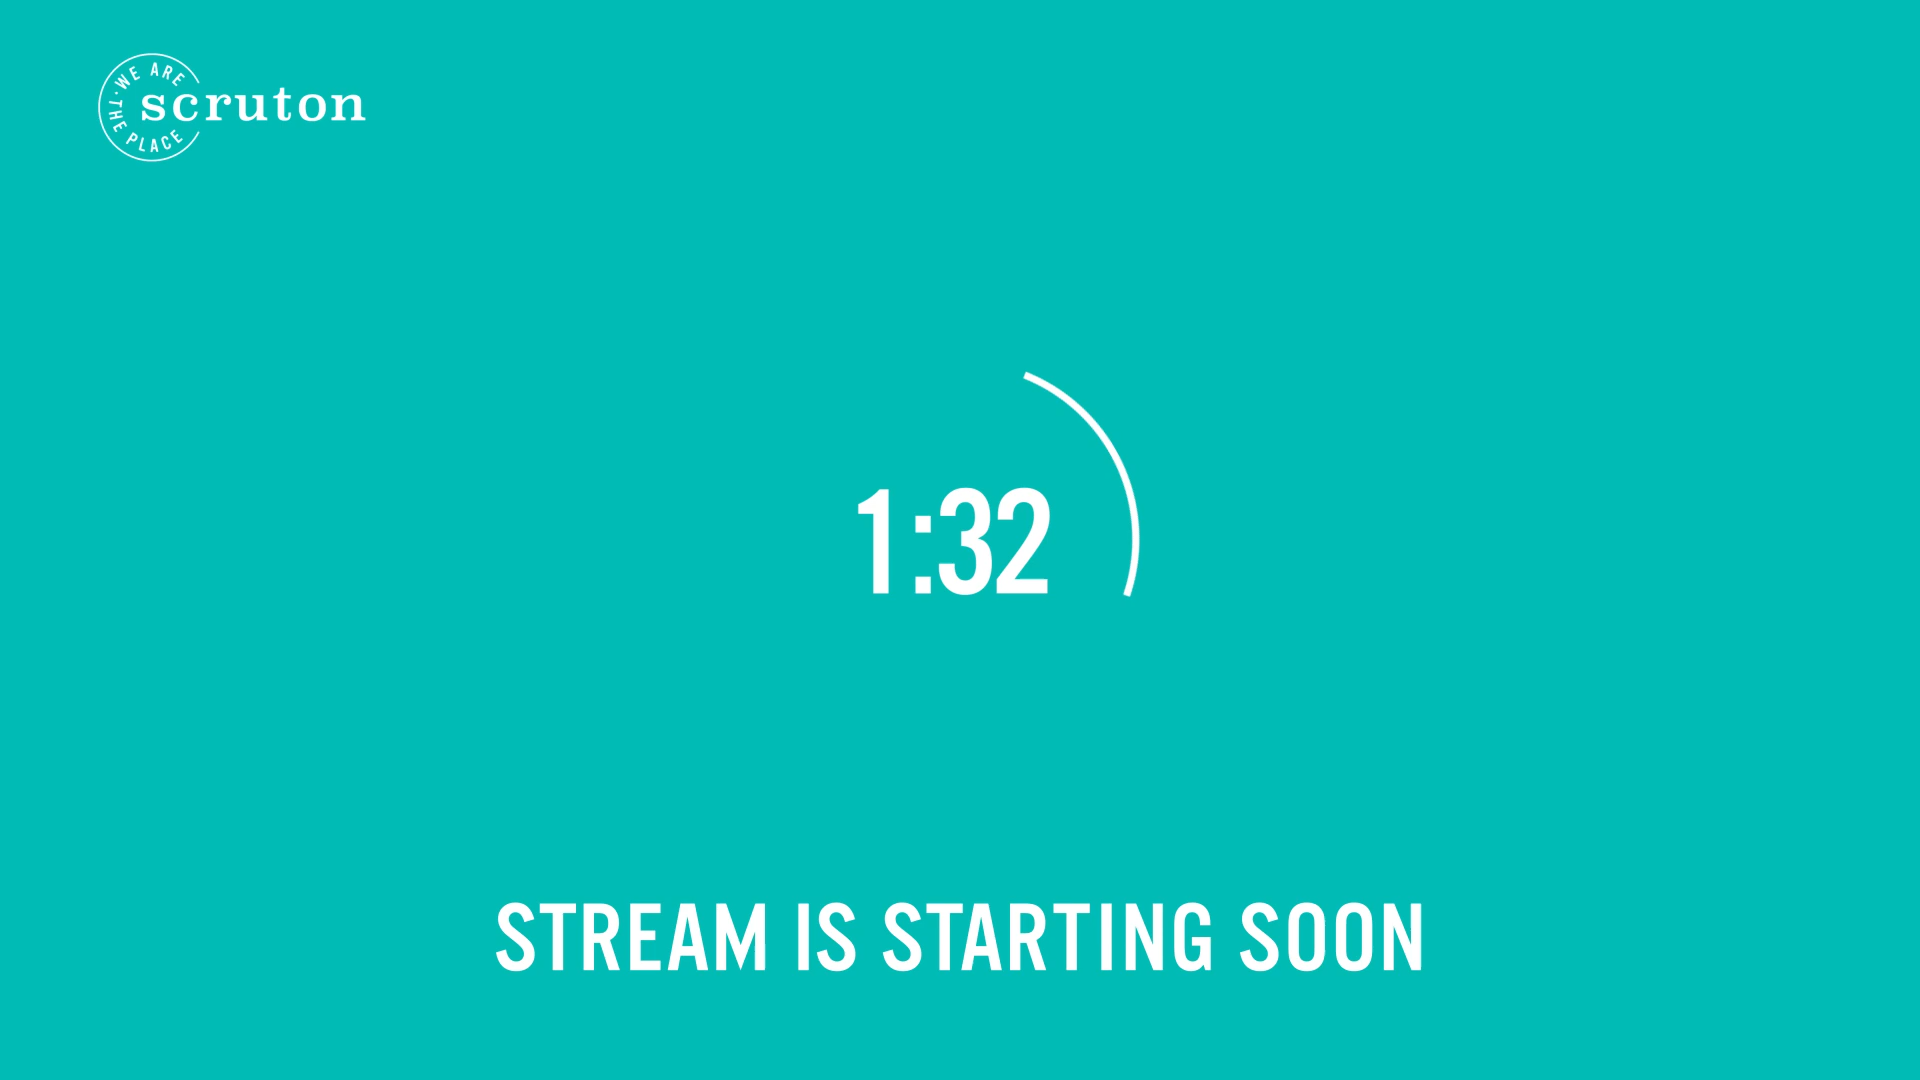 WE ARE
THE PLACE
scruton
1:32
STREAM IS STARTING SOON